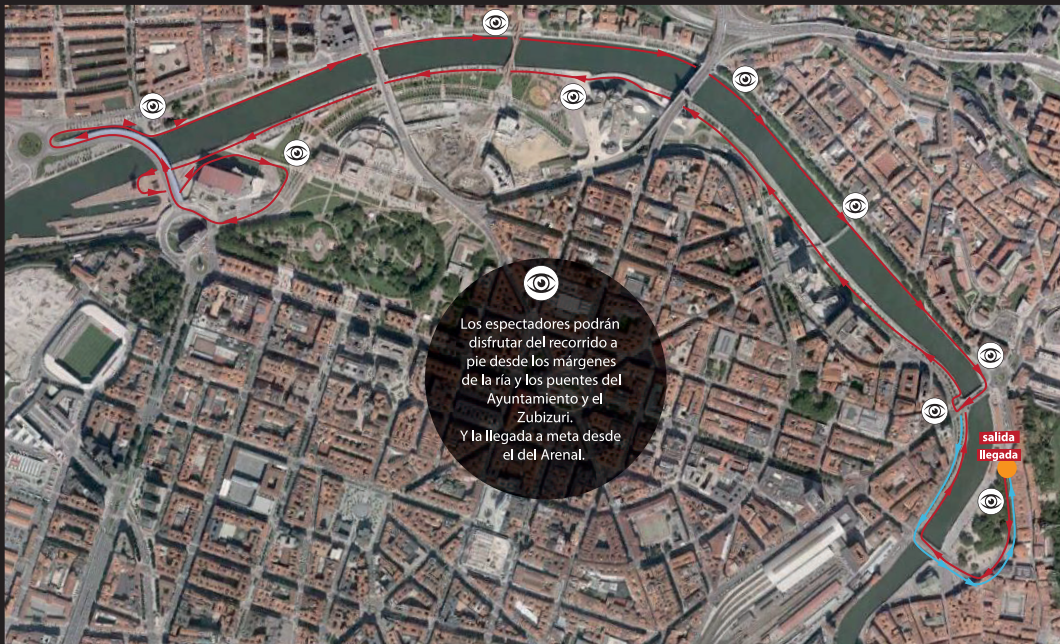 Los espectadores podrán
disfrutar del recorrido a
pie desde los márgenes
de la ría y los puentes del
Ayuntamiento y el
Zubizuri.
Y la llegada a meta desde
el del Arenal.
salida
llegada